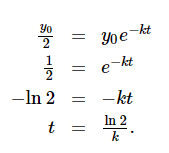 y₀/2 = y₀e^{-kt}
1/2 = e^{-kt}
−ln 2 = −kt
t = ln 2/k.